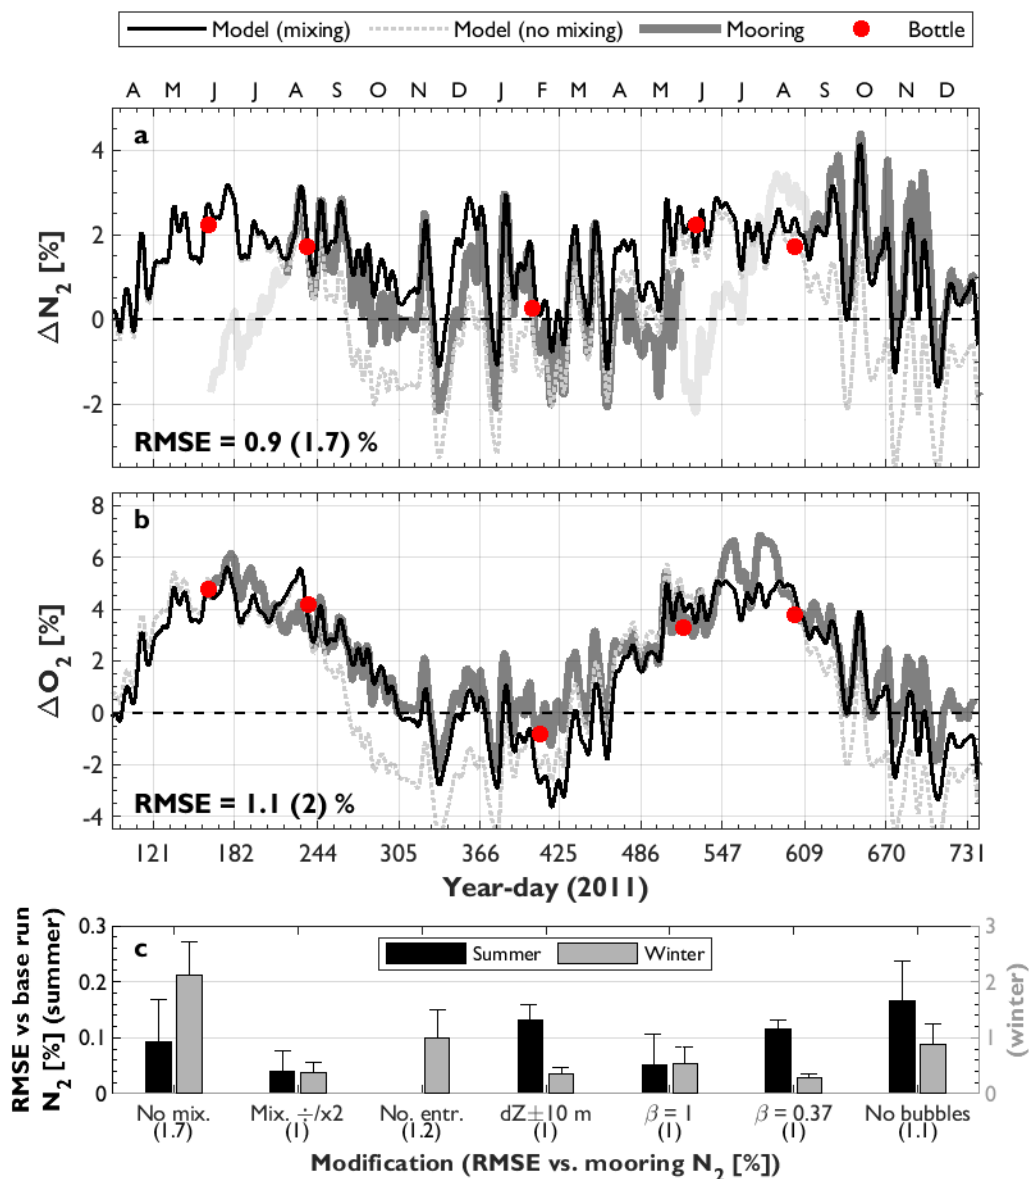 Model (mixing) Model (no mixing) Mooring Bottle
A M J J A S O N D J F M A M J J A S O N D
a
4
2
0
-2
ΔN2 [%]
RMSE = 0.9 (1.7) %
b
8
6
4
2
0
-2
-4
ΔO2 [%]
RMSE = 1.1 (2) %
121 182 244 305 366 425 486 547 609 670 731
Year-day (2011)
c
Summer Winter
RMSE vs base run
N2 [%] (summer)
0.3
0.2
0.1
0
3
2
1
0
(winter)
No mix. Mix. ÷/x2 No. entr. dZ±10 m β = 1 β = 0.37 No bubbles
(1.7) (1) (1.2) (1) (1) (1) (1.1)
Modification (RMSE vs. mooring N2 [%])